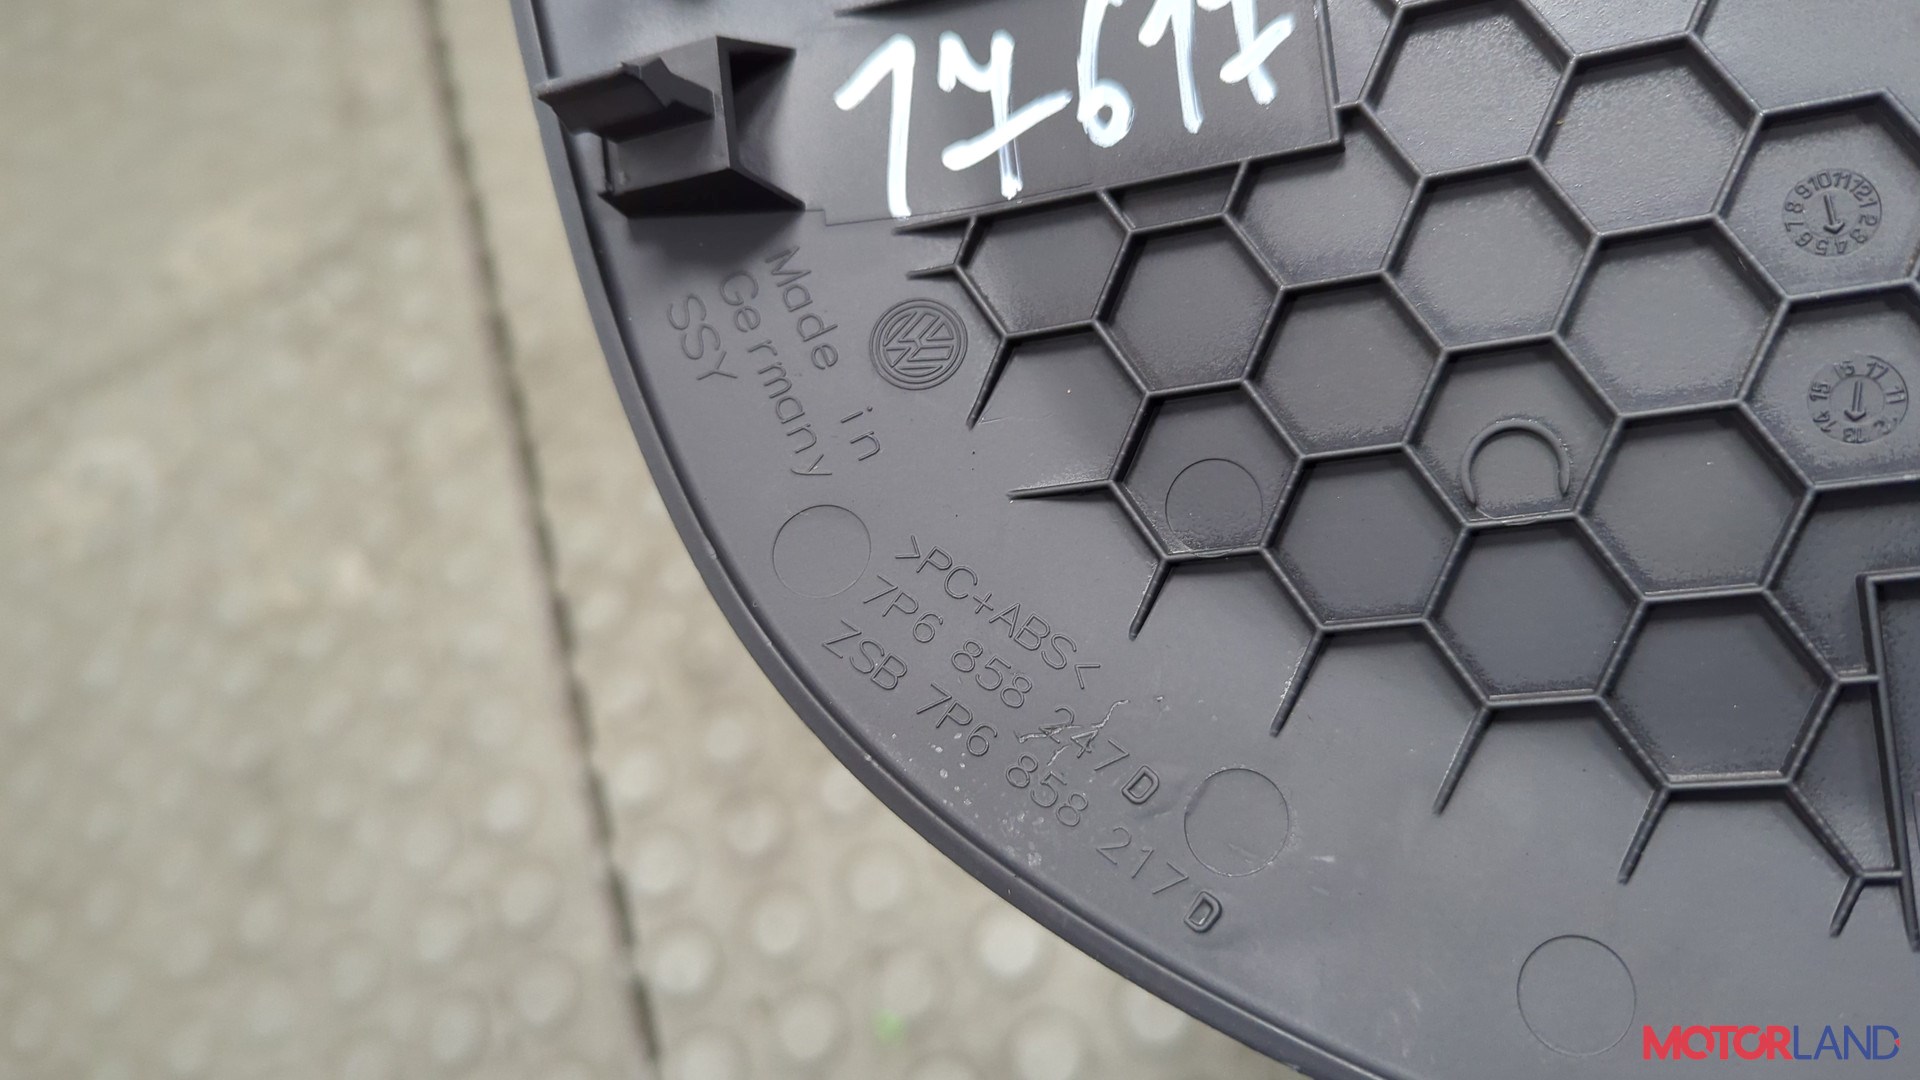 17617
Made in
Germany
SSY
>PC+ABS<
7P6 858 247 D
ZSB 7P6 858 217 D
MOTORLAND